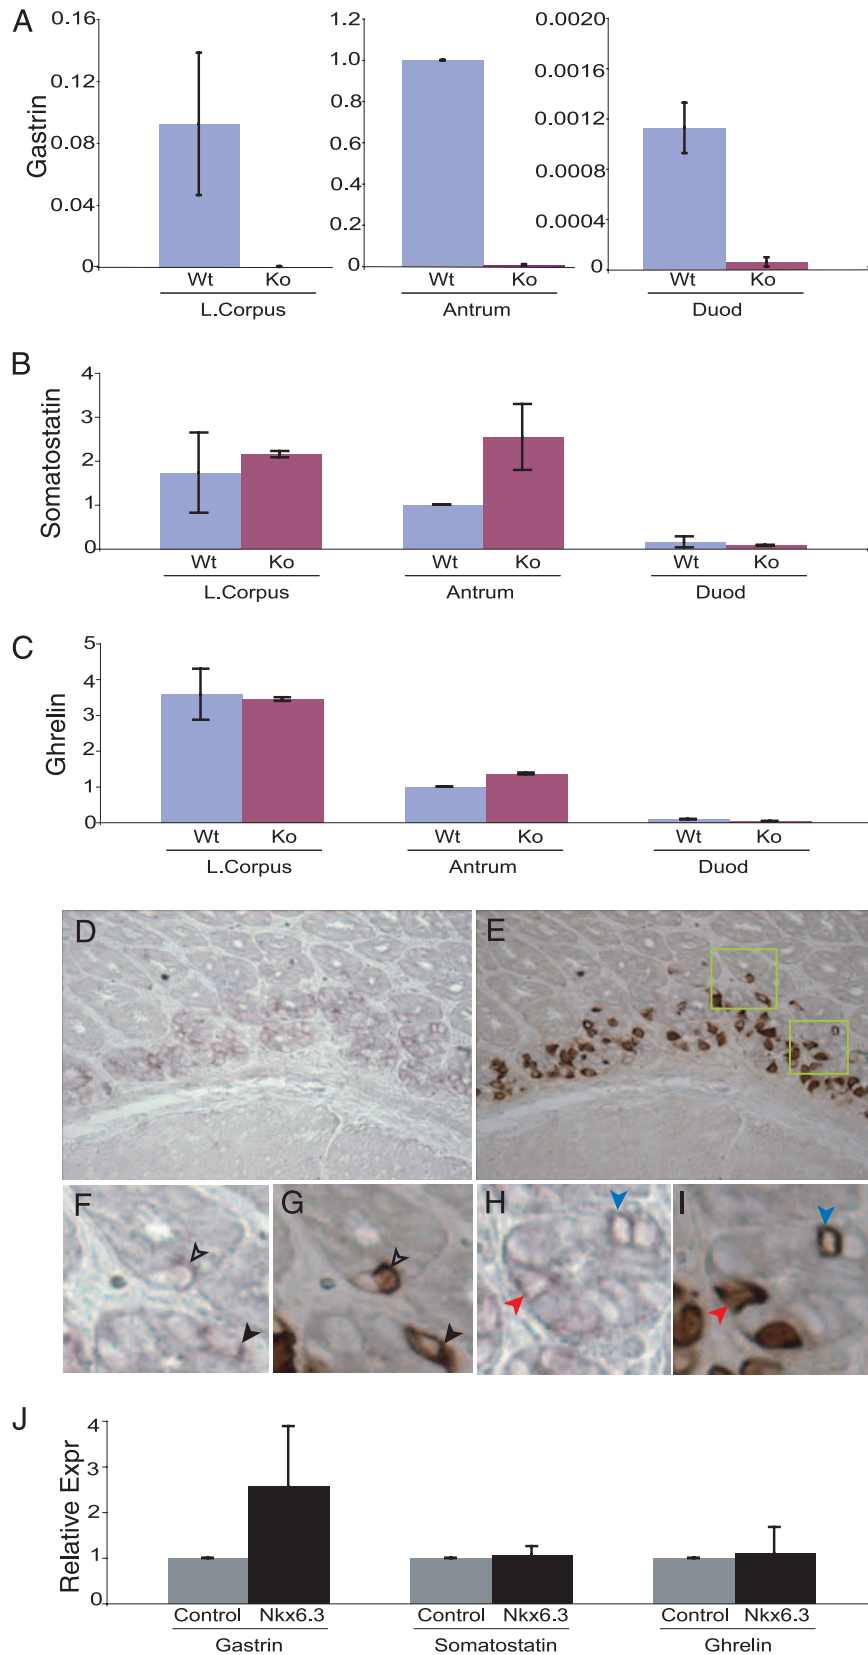 A
Gastrin
0.16
0.12
0.08
0.04
0
Wt Ko
L.Corpus
1.2
1.0
0.8
0.6
0.4
0.2
0
Wt Ko
Antrum
0.0020
0.0012
0.0008
0.0004
0
Wt Ko
Duod
B
Somatostatin
4
3
2
1
0
Wt Ko Wt Ko Wt Ko
L.Corpus Antrum Duod
C
Ghrelin
5
4
3
2
1
0
Wt Ko Wt Ko Wt Ko
L.Corpus Antrum Duod
D E
F G H I
J
Relative Expr
4
3
2
1
0
Control Nkx6.3 Control Nkx6.3 Control Nkx6.3
Gastrin Somatostatin Ghrelin